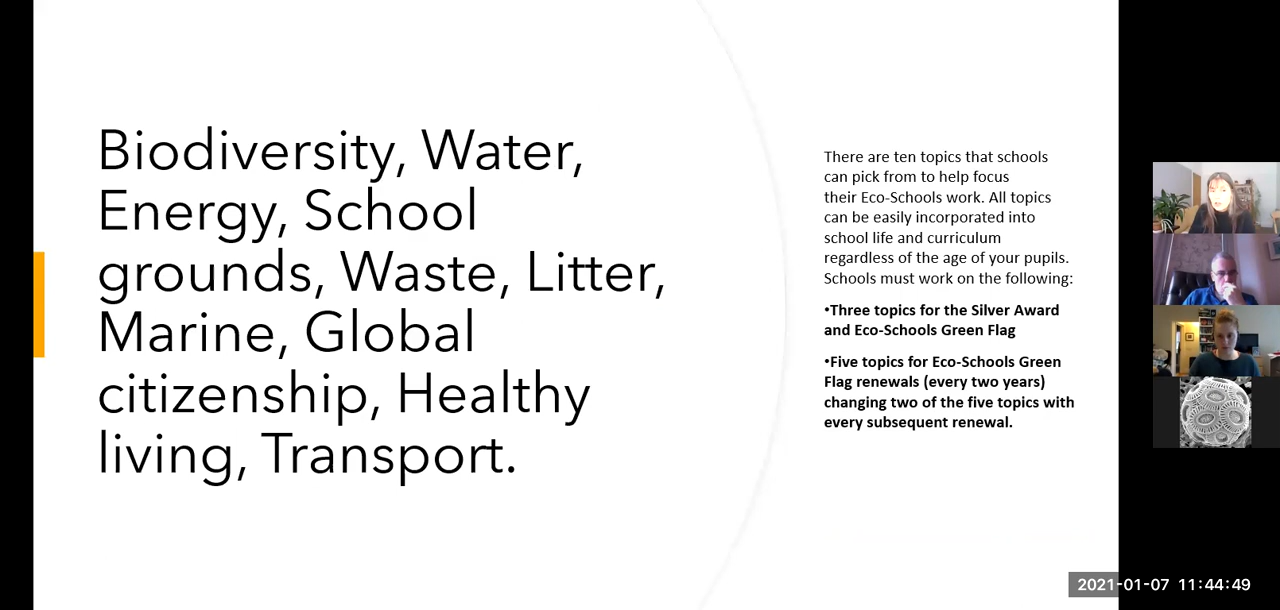 Biodiversity, Water,
Energy, School
grounds, Waste, Litter,
Marine, Global
citizenship, Healthy
living, Transport.
There are ten topics that schools
can pick from to help focus
their Eco-Schools work. All topics
can be easily incorporated into
school life and curriculum
regardless of the age of your pupils.
Schools must work on the following:
•Three topics for the Silver Award
and Eco-Schools Green Flag
•Five topics for Eco-Schools Green
Flag renewals (every two years)
changing two of the five topics with
every subsequent renewal.
2021-01-07 11:44:49